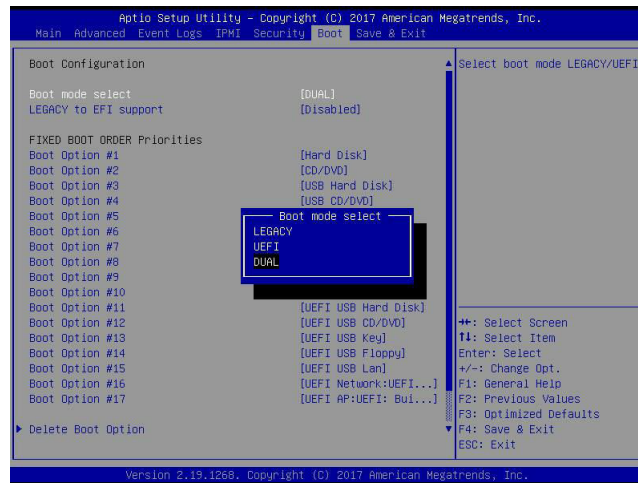 Aptio Setup Utility – Copyright (C) 2017 American Megatrends, Inc.
Main Advanced Event Logs IPMI Security Boot Save & Exit
Boot Configuration
Select boot mode LEGACY/UEFI
Boot mode select [DUAL]
LEGACY to EFI support [Disabled]
FIXED BOOT ORDER Priorities
Boot Option #1 [Hard Disk]
Boot Option #2 [CD/DVD]
Boot Option #3 [USB Hard Disk]
Boot Option #4 [USB CD/DVD]
Boot Option #5
Boot Option #6
Boot Option #7
Boot Option #8
Boot Option #9
Boot Option #10
Boot mode select
LEGACY
UEFI
DUAL
Boot Option #11 [UEFI USB Hard Disk]
Boot Option #12 [UEFI USB CD/DVD]
Boot Option #13 [UEFI USB Key]
Boot Option #14 [UEFI USB Floppy]
Boot Option #15 [UEFI USB Lan]
Boot Option #16 [UEFI Network:UEFI...]
Boot Option #17 [UEFI AP:UEFI: Bui...]
Delete Boot Option
→←: Select Screen
↑↓: Select Item
Enter: Select
+/-: Change Opt.
F1: General Help
F2: Previous Values
F3: Optimized Defaults
F4: Save & Exit
ESC: Exit
Version 2.19.1268. Copyright (C) 2017 American Megatrends, Inc.